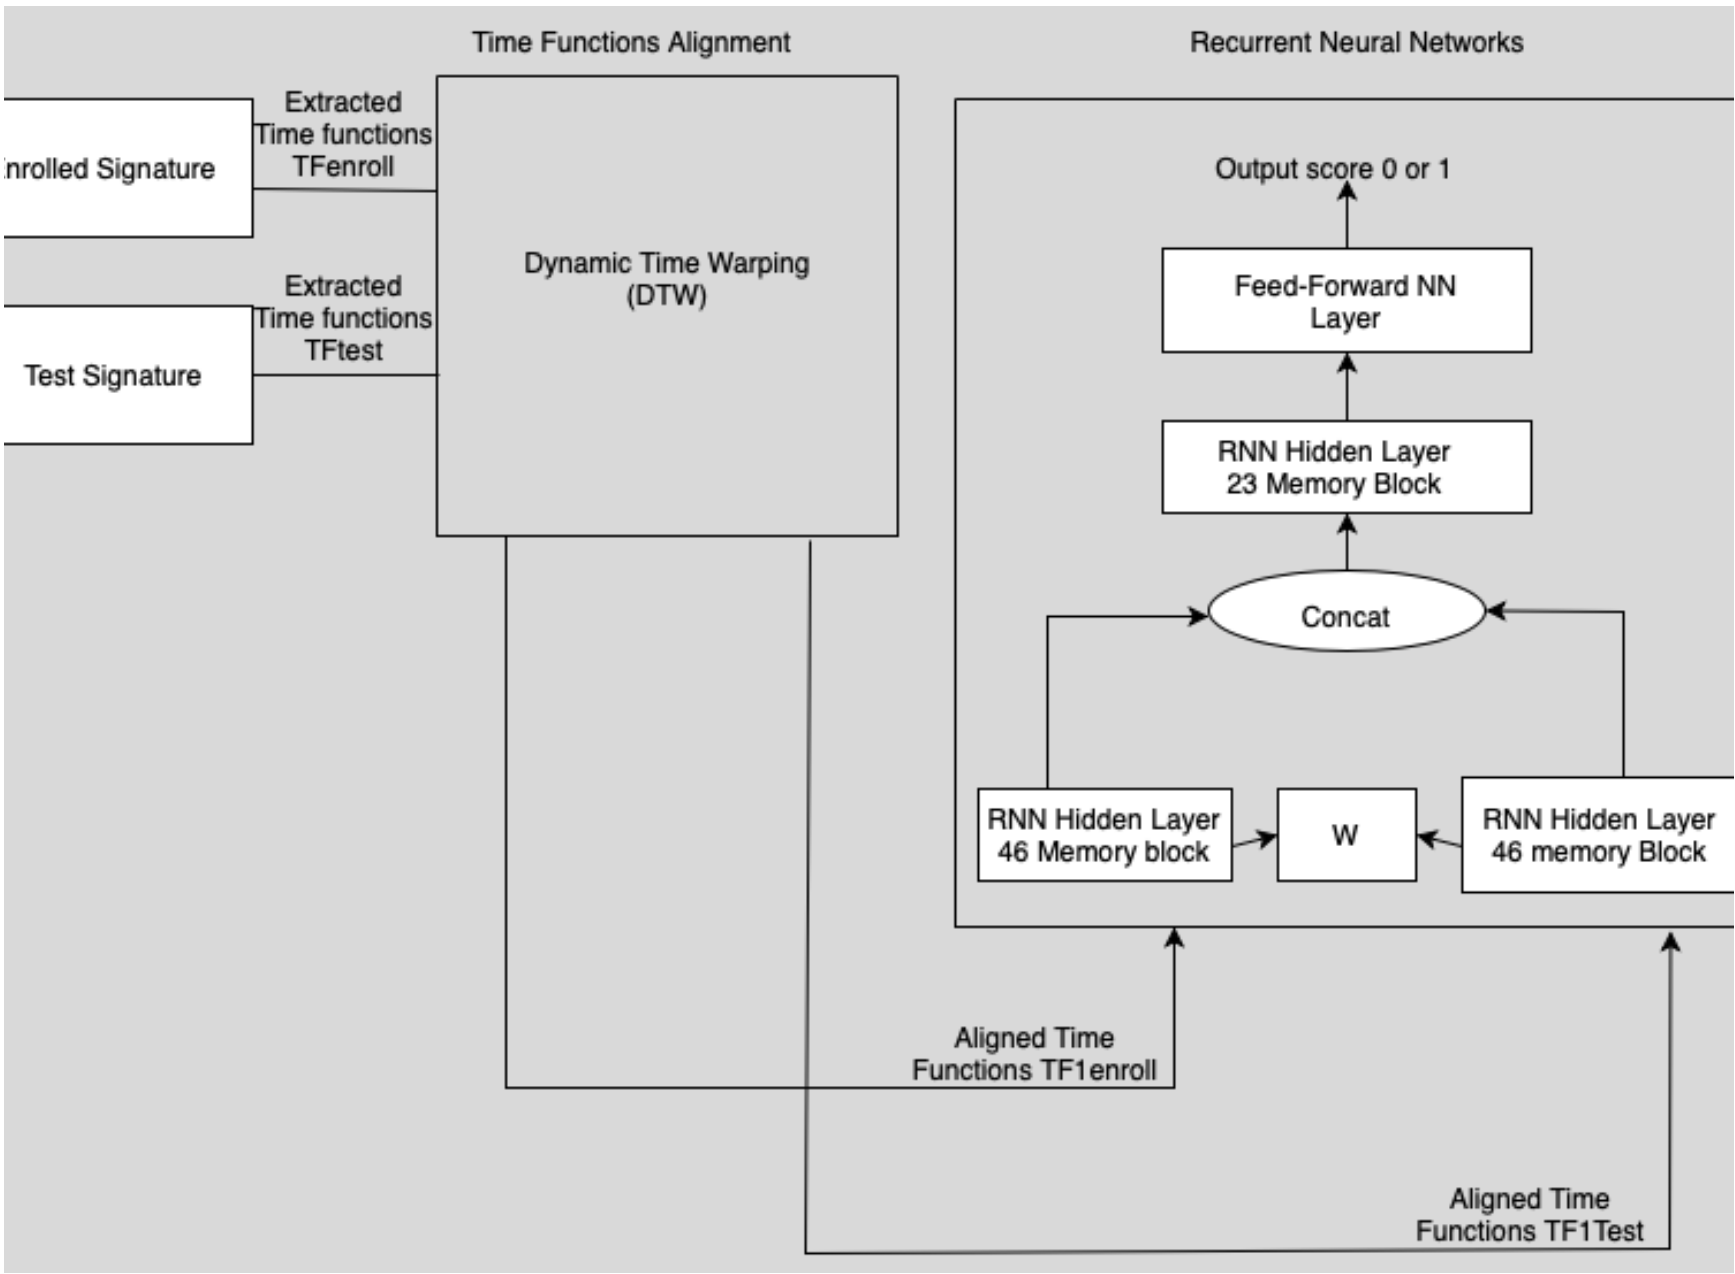 Time Functions Alignment
Recurrent Neural Networks
Extracted
Time functions
TFenroll
nrolled Signature
Extracted
Time functions
TFtest
Test Signature
Dynamic Time Warping
(DTW)
Output score 0 or 1
Feed-Forward NN
Layer
RNN Hidden Layer
23 Memory Block
Concat
RNN Hidden Layer
46 Memory block
W
RNN Hidden Layer
46 memory Block
Aligned Time
Functions TF1enroll
Aligned Time
Functions TF1Test